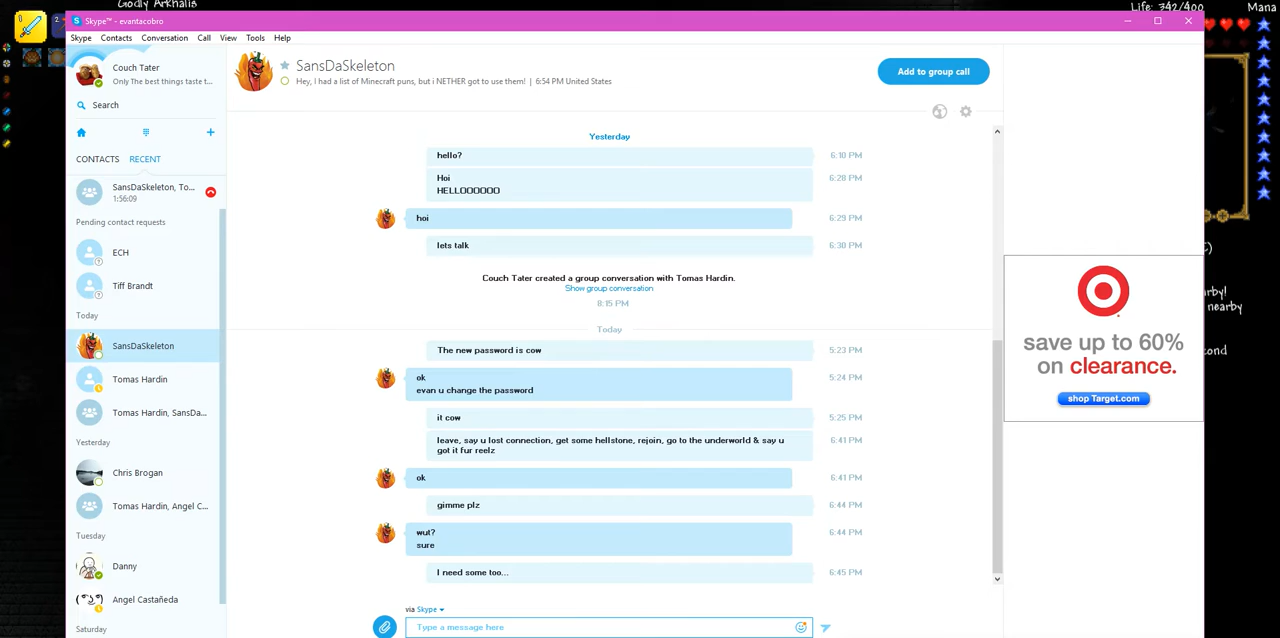 Godly Arkhalis
Life: 342/400
Mana
Skype™ - evantacobro
Skype Contacts Conversation Call View Tools Help
Couch Tater
Only The best things taste t...
Search
CONTACTS RECENT
SansDaSkeleton, To...
1:56:09
Pending contact requests
ECH
Tiff Brandt
Today
SansDaSkeleton
Tomas Hardin
Tomas Hardin, SansDa...
Yesterday
Chris Brogan
Tomas Hardin, Angel C...
Tuesday
Danny
Angel Castañeda
Saturday
SansDaSkeleton
Hey, I had a list of Minecraft puns, but i NETHER got to use them! | 6:54 PM United States
Add to group call
Yesterday
hello? 6:10 PM
Hoi 6:28 PM
HELLOOOOOO
hoi 6:29 PM
lets talk 6:30 PM
Couch Tater created a group conversation with Tomas Hardin.
Show group conversation
8:15 PM
Today
The new password is cow 5:23 PM
ok 5:24 PM
evan u change the password
it cow 5:25 PM
leave, say u lost connection, get some hellstone, rejoin, go to the underworld & say u 6:41 PM
got it fur reelz
ok 6:41 PM
gimme plz 6:44 PM
wut? 6:44 PM
sure
I need some too... 6:45 PM
via Skype
Type a message here
save up to 60%
on clearance.
shop Target.com
nearby